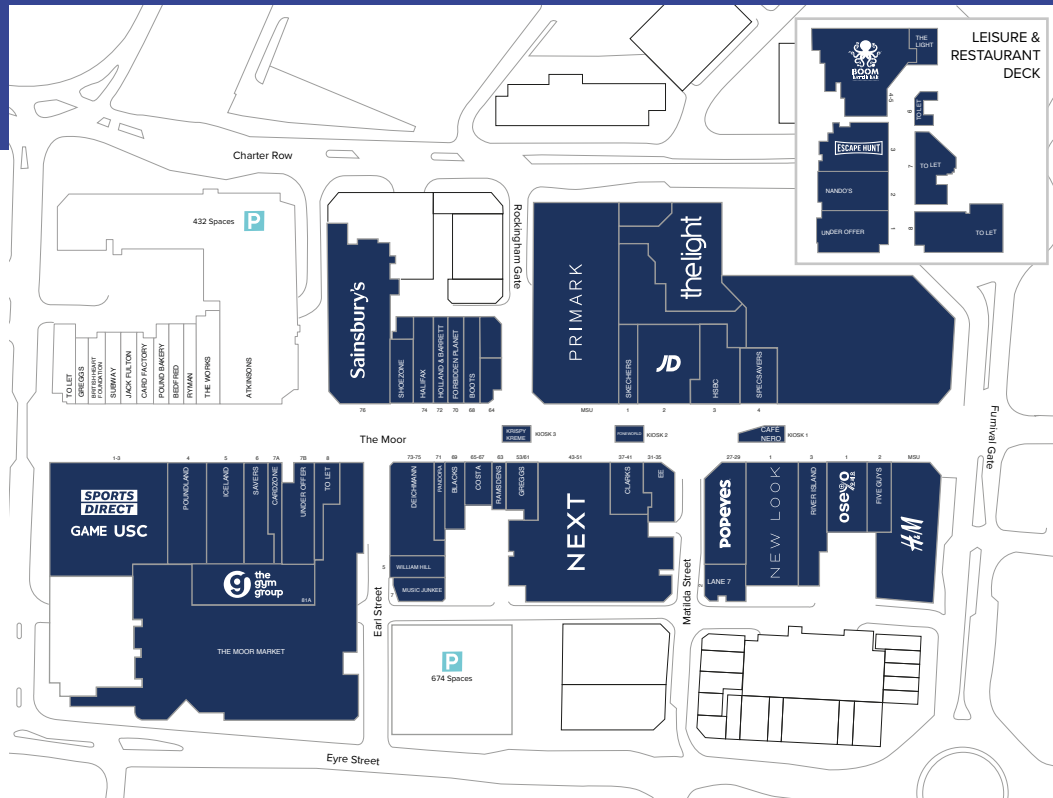 LEISURE &
RESTAURANT
DECK
THE
LIGHT
BOOM
BATTLE BAR
4-5
6
TO LET
ESCAPE HUNT
3
7
TO LET
NANDO'S
2
UNDER OFFER
1
8
TO LET
Charter Row
432 Spaces
P
Rockingham Gate
Sainsbury's
PRIMARK
thelight
TO LET
GREGGS
BRITISH HEART
FOUNDATION
SUBWAY
JACK FULTON
CARD FACTORY
POUND BAKERY
BEDFRED
RYMAN
THE WORKS
ATKINSONS
SHOEZONE
HALIFAX
HOLLAND & BARRETT
FORBIDDEN PLANET
BOOTS
SKECHERS
JD
HSBC
SPECSAVERS
76
74
72
70
68
64
MSU
1
2
3
4
Furnival Gate
The Moor
KRISPY
KREME
KIOSK 3
KIOSK 2
CAFE
NERO
KIOSK 1
1-3
4
5
6
7A
7B
8
73-75
71
69
65-67
63
53/61
43-51
37-41
31-35
27-29
1
3
1
2
MSU
SPORTS
DIRECT
GAME USC
POUNDLAND
ICELAND
SAVERS
CARDZONE
UNDER OFFER
TO LET
DEICHMANN
PANDORA
BLACKS
COSTA
RAMSDENS
GREGGS
NEXT
CLARKS
EE
POPEYES
NEW LOOK
RIVER ISLAND
FIVE GUYS
H&M
5
WILLIAM HILL
7
MUSIC JUNKEE
LANE 7
the
gym
group
81A
Earl Street
Matilda Street
THE MOOR MARKET
P
674 Spaces
Eyre Street